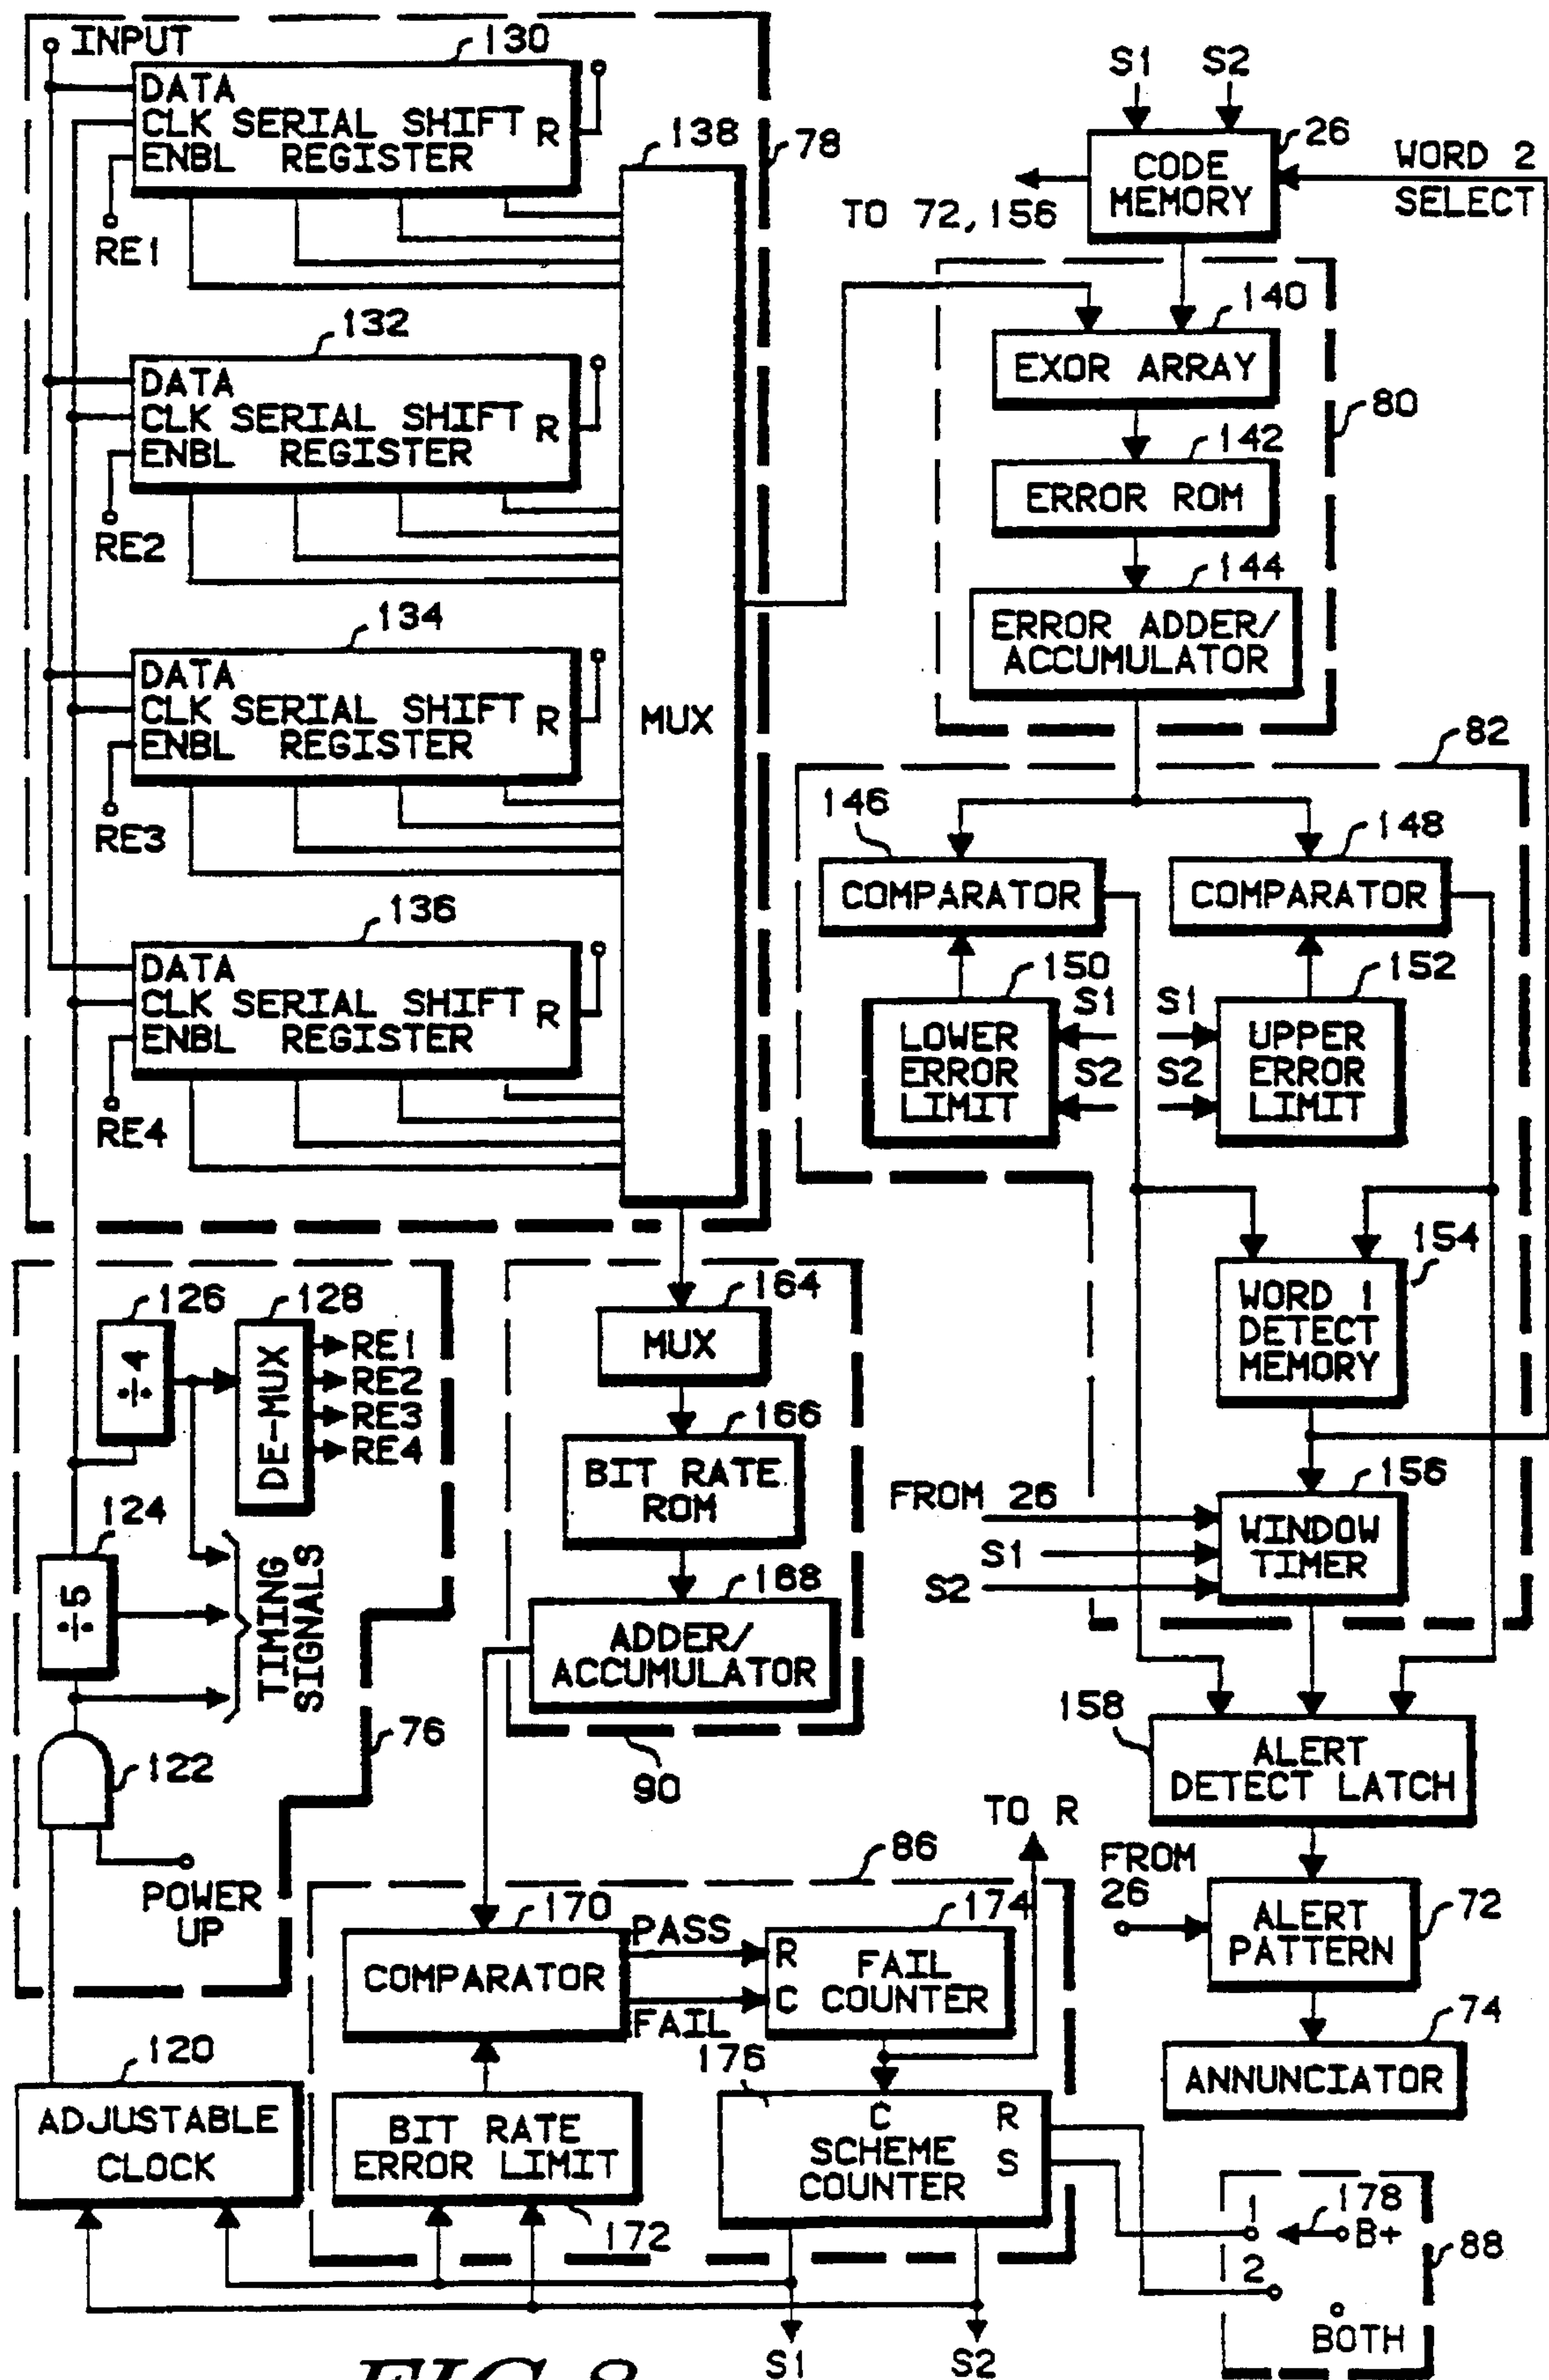 INPUT
130
DATA
CLK SERIAL SHIFT R
ENBL REGISTER
RE1
138
78
132
DATA
CLK SERIAL SHIFT R
ENBL REGISTER
RE2
134
DATA
CLK SERIAL SHIFT R
ENBL REGISTER
RE3
MUX
136
DATA
CLK SERIAL SHIFT R
ENBL REGISTER
RE4
S1 S2
26
CODE
MEMORY
WORD 2
SELECT
TO 72,156
140
EXOR ARRAY
80
142
ERROR ROM
144
ERROR ADDER/
ACCUMULATOR
82
146
COMPARATOR
148
COMPARATOR
150
LOWER
ERROR
LIMIT
S1 S1
S2 S2
152
UPPER
ERROR
LIMIT
154
WORD 1
DETECT
MEMORY
156
FROM 26
S1
S2
WINDOW
TIMER
126
÷4
128
DE-MUX
RE1
RE2
RE3
RE4
124
÷5
TIMING
SIGNALS
76
122
POWER
UP
164
MUX
166
BIT RATE
ROM
168
ADDER/
ACCUMULATOR
90
158
ALERT
DETECT LATCH
TO R
86
FROM
26
72
ALERT
PATTERN
74
ANNUNCIATOR
170
COMPARATOR
PASS
FAIL
174
R FAIL
C COUNTER
176
C R
SCHEME S
COUNTER
120
ADJUSTABLE
CLOCK
BIT RATE
ERROR LIMIT
172
1
178
B+
2
88
BOTH
S1 S2